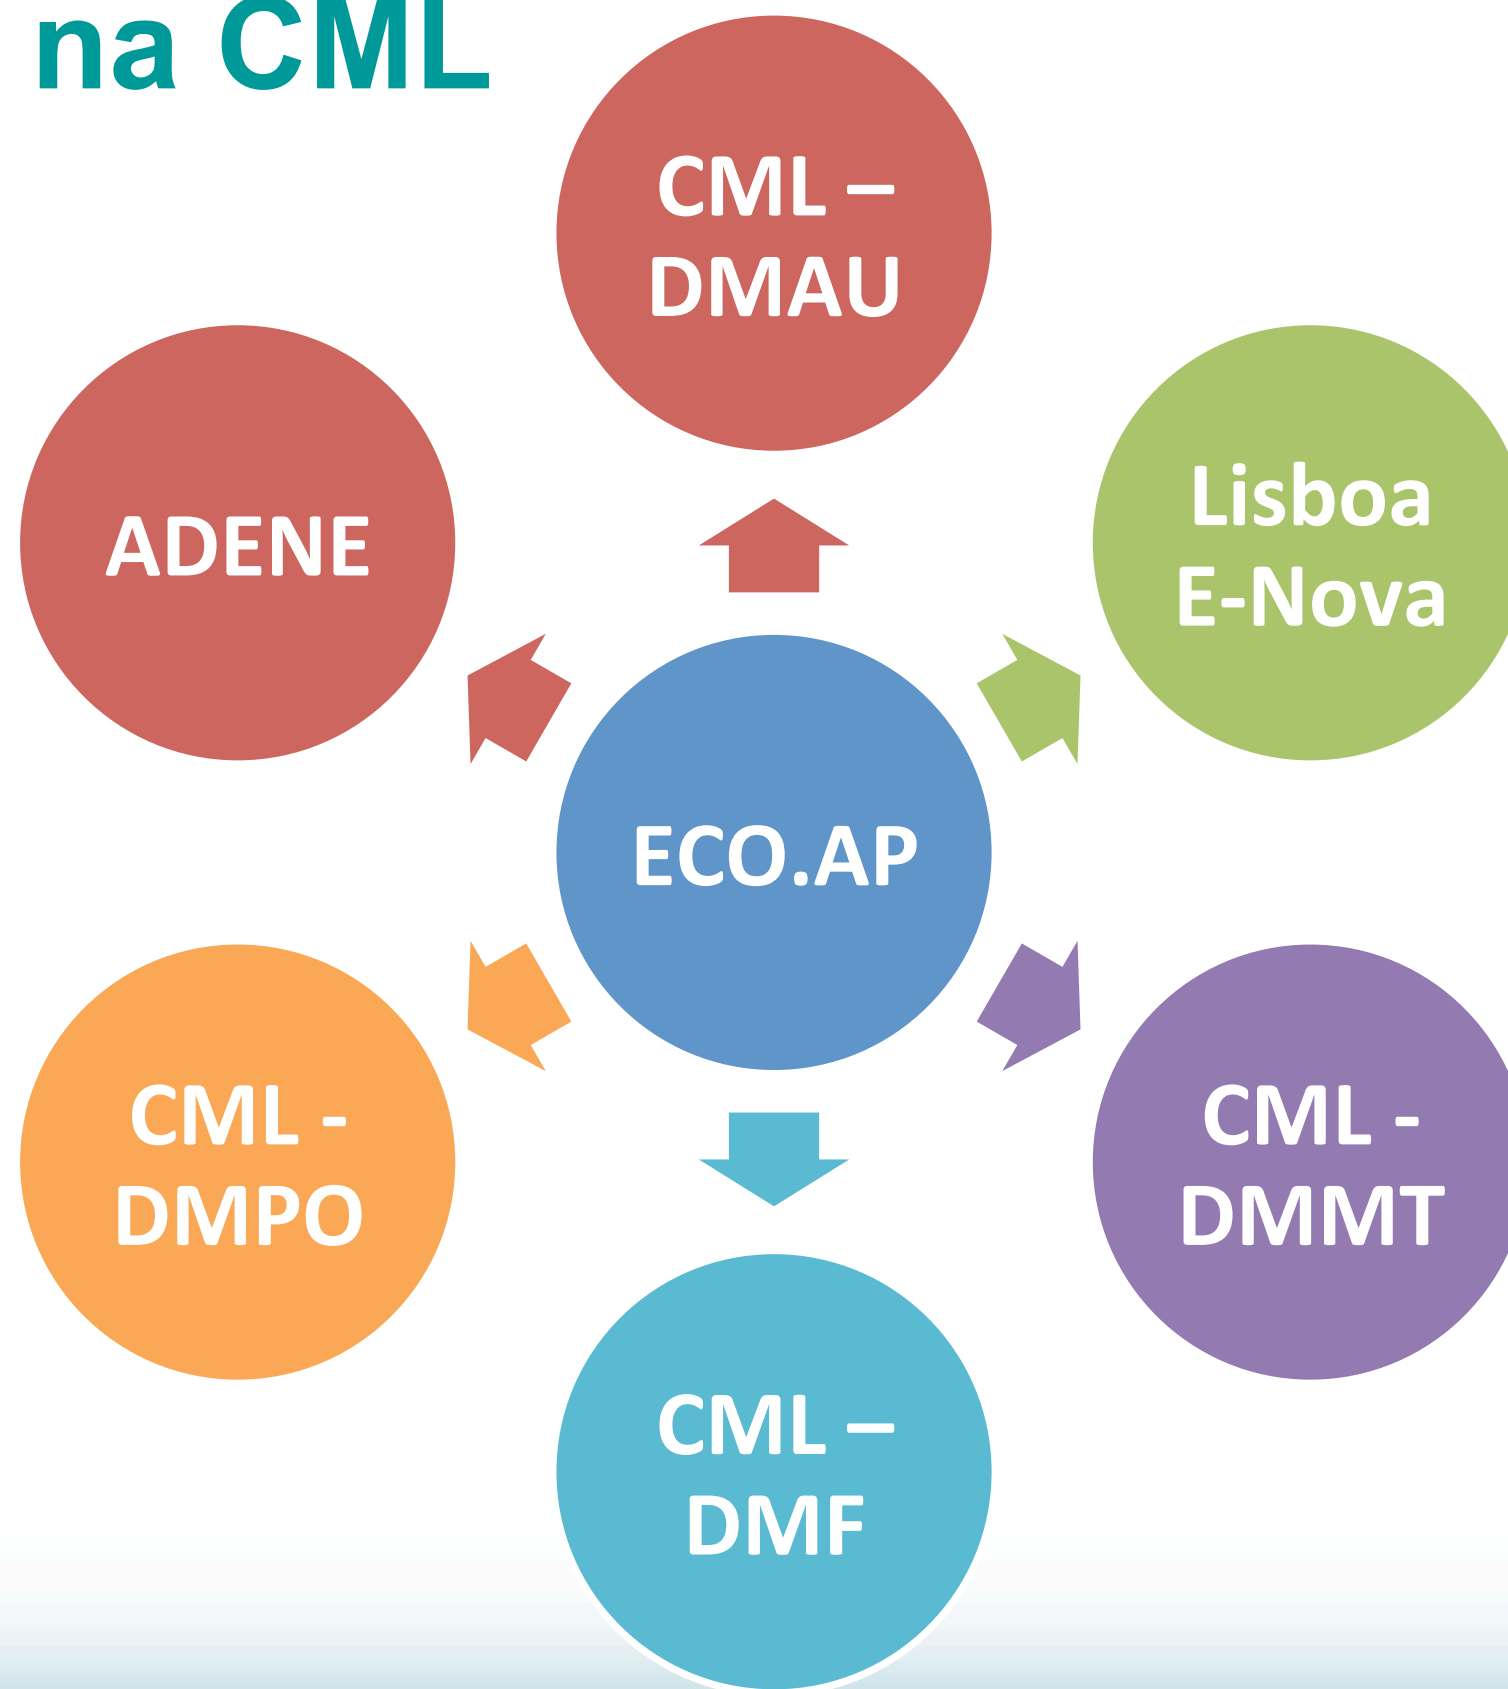 na CML
CML –
DMAU
Lisboa
E-Nova
ADENE
ECO.AP
CML -
DMMT
CML -
DMPO
CML –
DMF